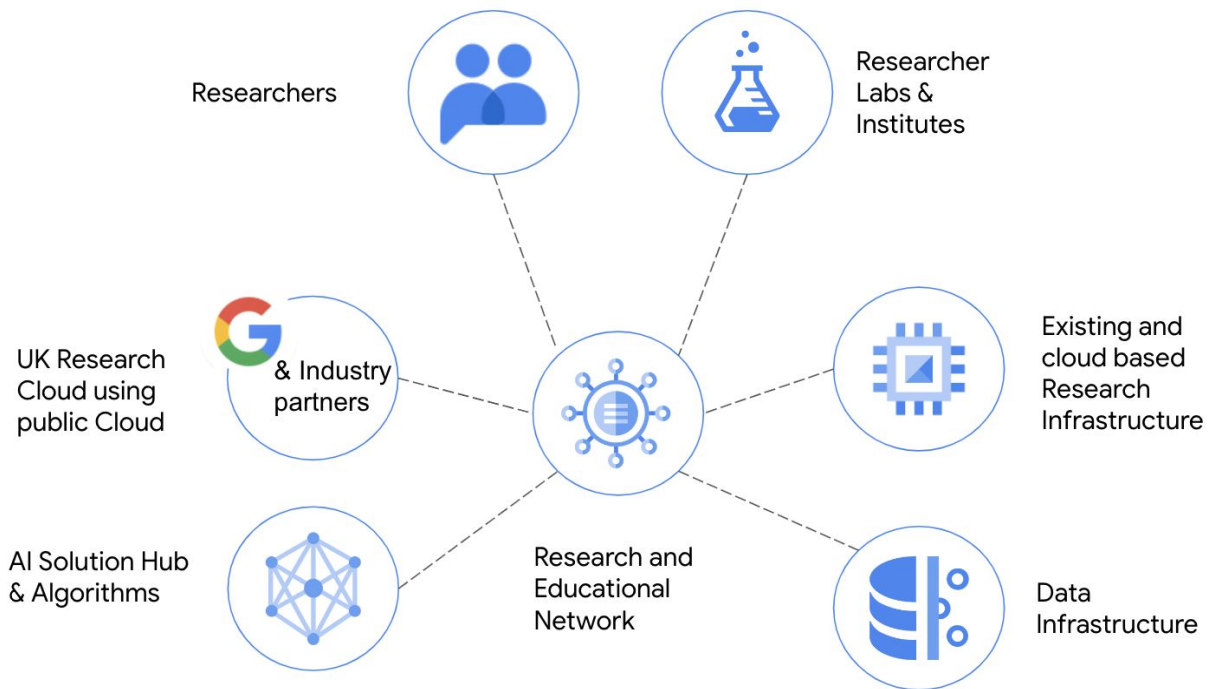 Researchers
Researcher
Labs &
Institutes
UK Research
Cloud using
public Cloud
& Industry
partners
Existing and
cloud based
Research
Infrastructure
AI Solution Hub
& Algorithms
Research and
Educational
Network
Data
Infrastructure